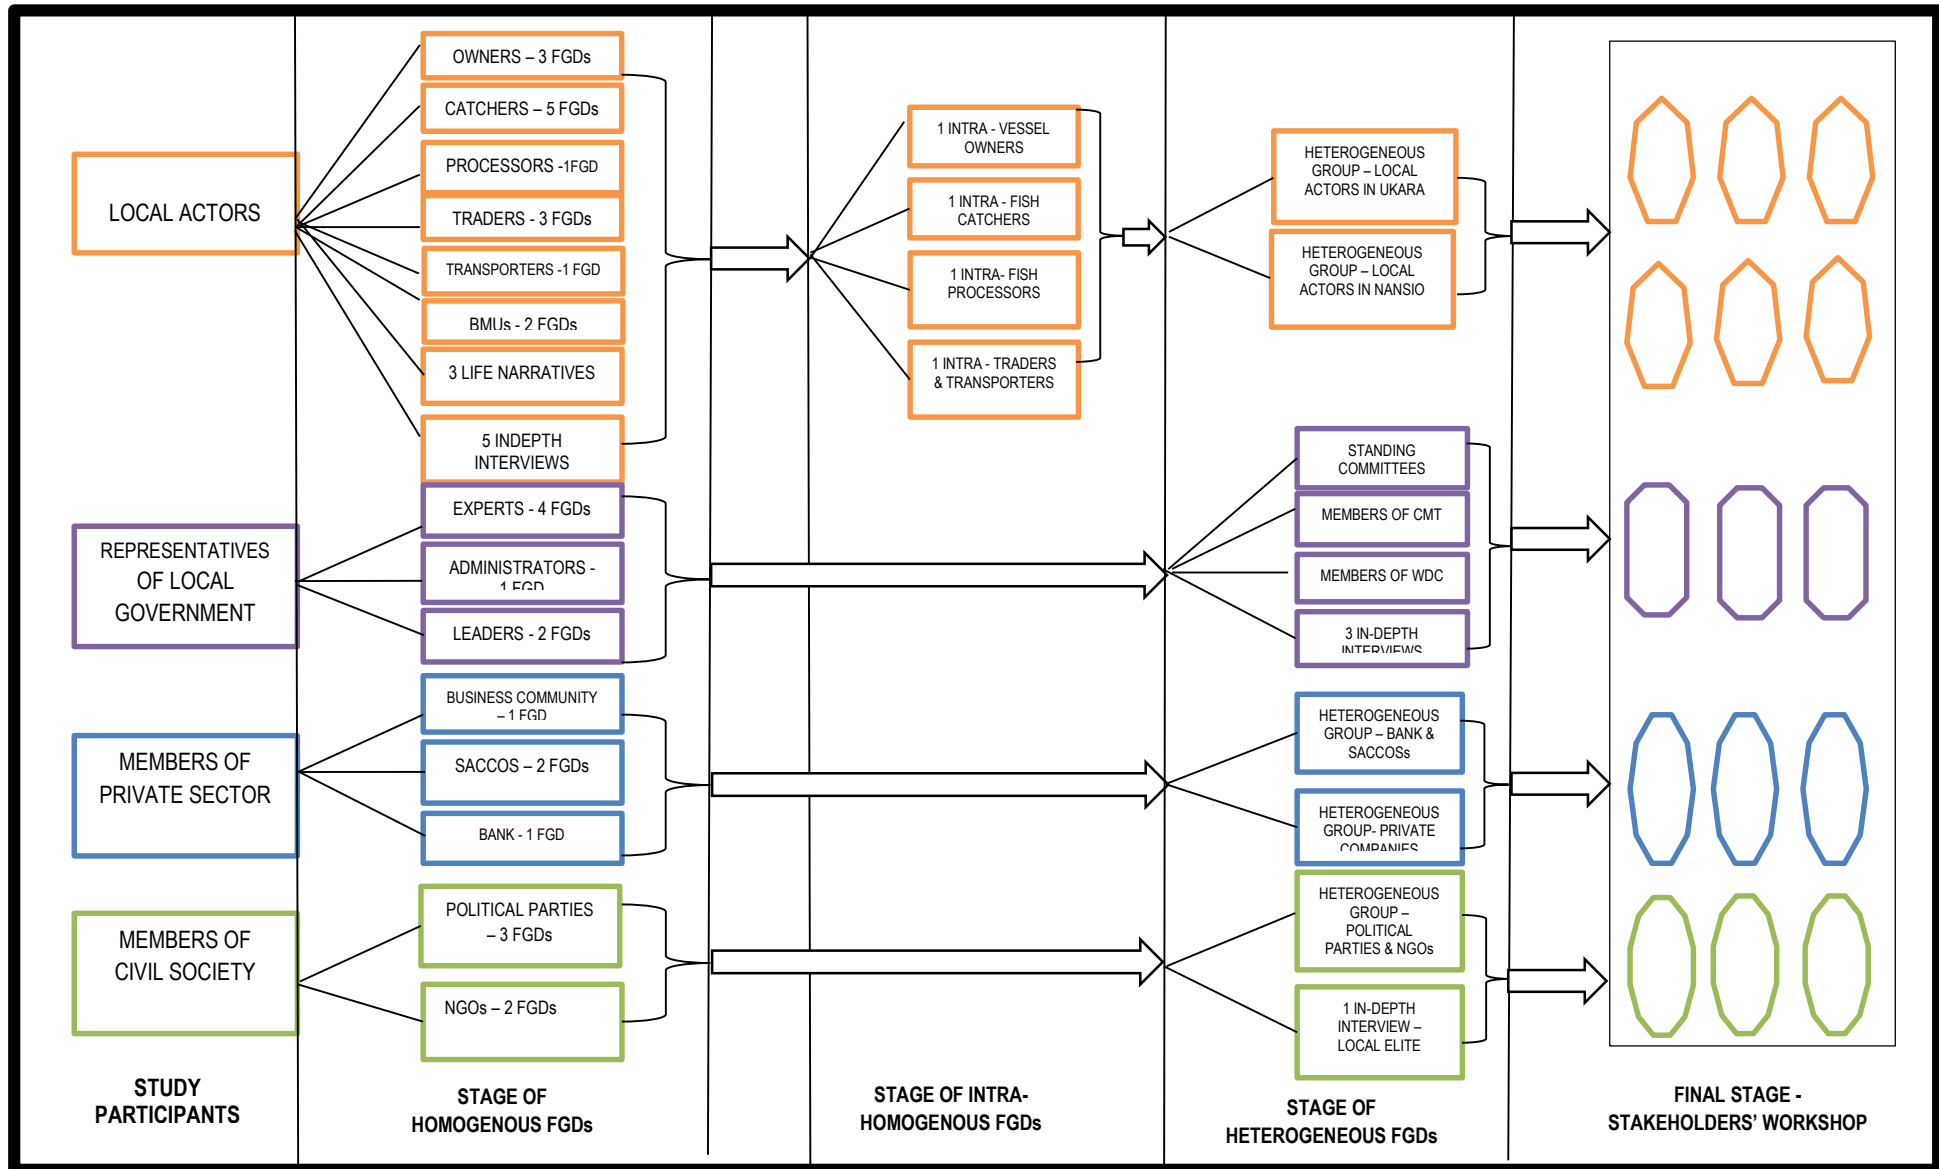 LOCAL ACTORS
REPRESENTATIVES
OF LOCAL
GOVERNMENT
MEMBERS OF
PRIVATE SECTOR
MEMBERS OF
CIVIL SOCIETY
STUDY
PARTICIPANTS
OWNERS – 3 FGDs
CATCHERS – 5 FGDs
PROCESSORS -1FGD
TRADERS - 3 FGDs
TRANSPORTERS -1 FGD
BMUs - 2 FGDs
3 LIFE NARRATIVES
5 INDEPTH
INTERVIEWS
EXPERTS - 4 FGDs
ADMINISTRATORS -
1 FGD
LEADERS - 2 FGDs
BUSINESS COMMUNITY
– 1 FGD
SACCOS – 2 FGDs
BANK - 1 FGD
POLITICAL PARTIES
– 3 FGDs
NGOs – 2 FGDs
STAGE OF
HOMOGENOUS FGDs
1 INTRA - VESSEL
OWNERS
1 INTRA - FISH
CATCHERS
1 INTRA- FISH
PROCESSORS
1 INTRA - TRADERS
& TRANSPORTERS
STAGE OF INTRA-
HOMOGENOUS FGDs
HETEROGENEOUS
GROUP – LOCAL
ACTORS IN UKARA
HETEROGENEOUS
GROUP – LOCAL
ACTORS IN NANSIO
STANDING
COMMITTEES
MEMBERS OF CMT
MEMBERS OF WDC
3 IN-DEPTH
INTERVIEWS
HETEROGENEOUS
GROUP – BANK &
SACCOSs
HETEROGENEOUS
GROUP- PRIVATE
COMPANIES
HETEROGENEOUS
GROUP –
POLITICAL
PARTIES & NGOs
1 IN-DEPTH
INTERVIEW –
LOCAL ELITE
STAGE OF
HETEROGENEOUS FGDs
FINAL STAGE -
STAKEHOLDERS' WORKSHOP